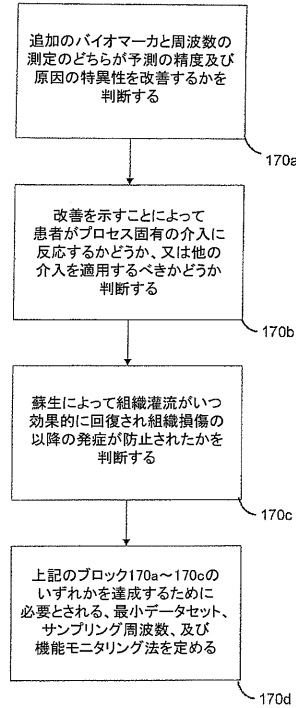 追加のバイオマーカと周波数の
測定のどちらが予測の精度及び
原因の特異性を改善するかを
判断する
170a
改善を示すことによって
患者がプロセス固有の介入に
反応するかどうか、又は他の
介入を適用するべきかどうか
判断する
170b
蘇生によって組織灌流がいつ
効果的に回復され組織損傷の
以降の発症が防止されたかを
判断する
170c
上記のブロック170a～170cの
いずれかを達成するために
必要とされる、最小データセット、
サンプリング周波数、及び
機能モニタリング法を定める
170d